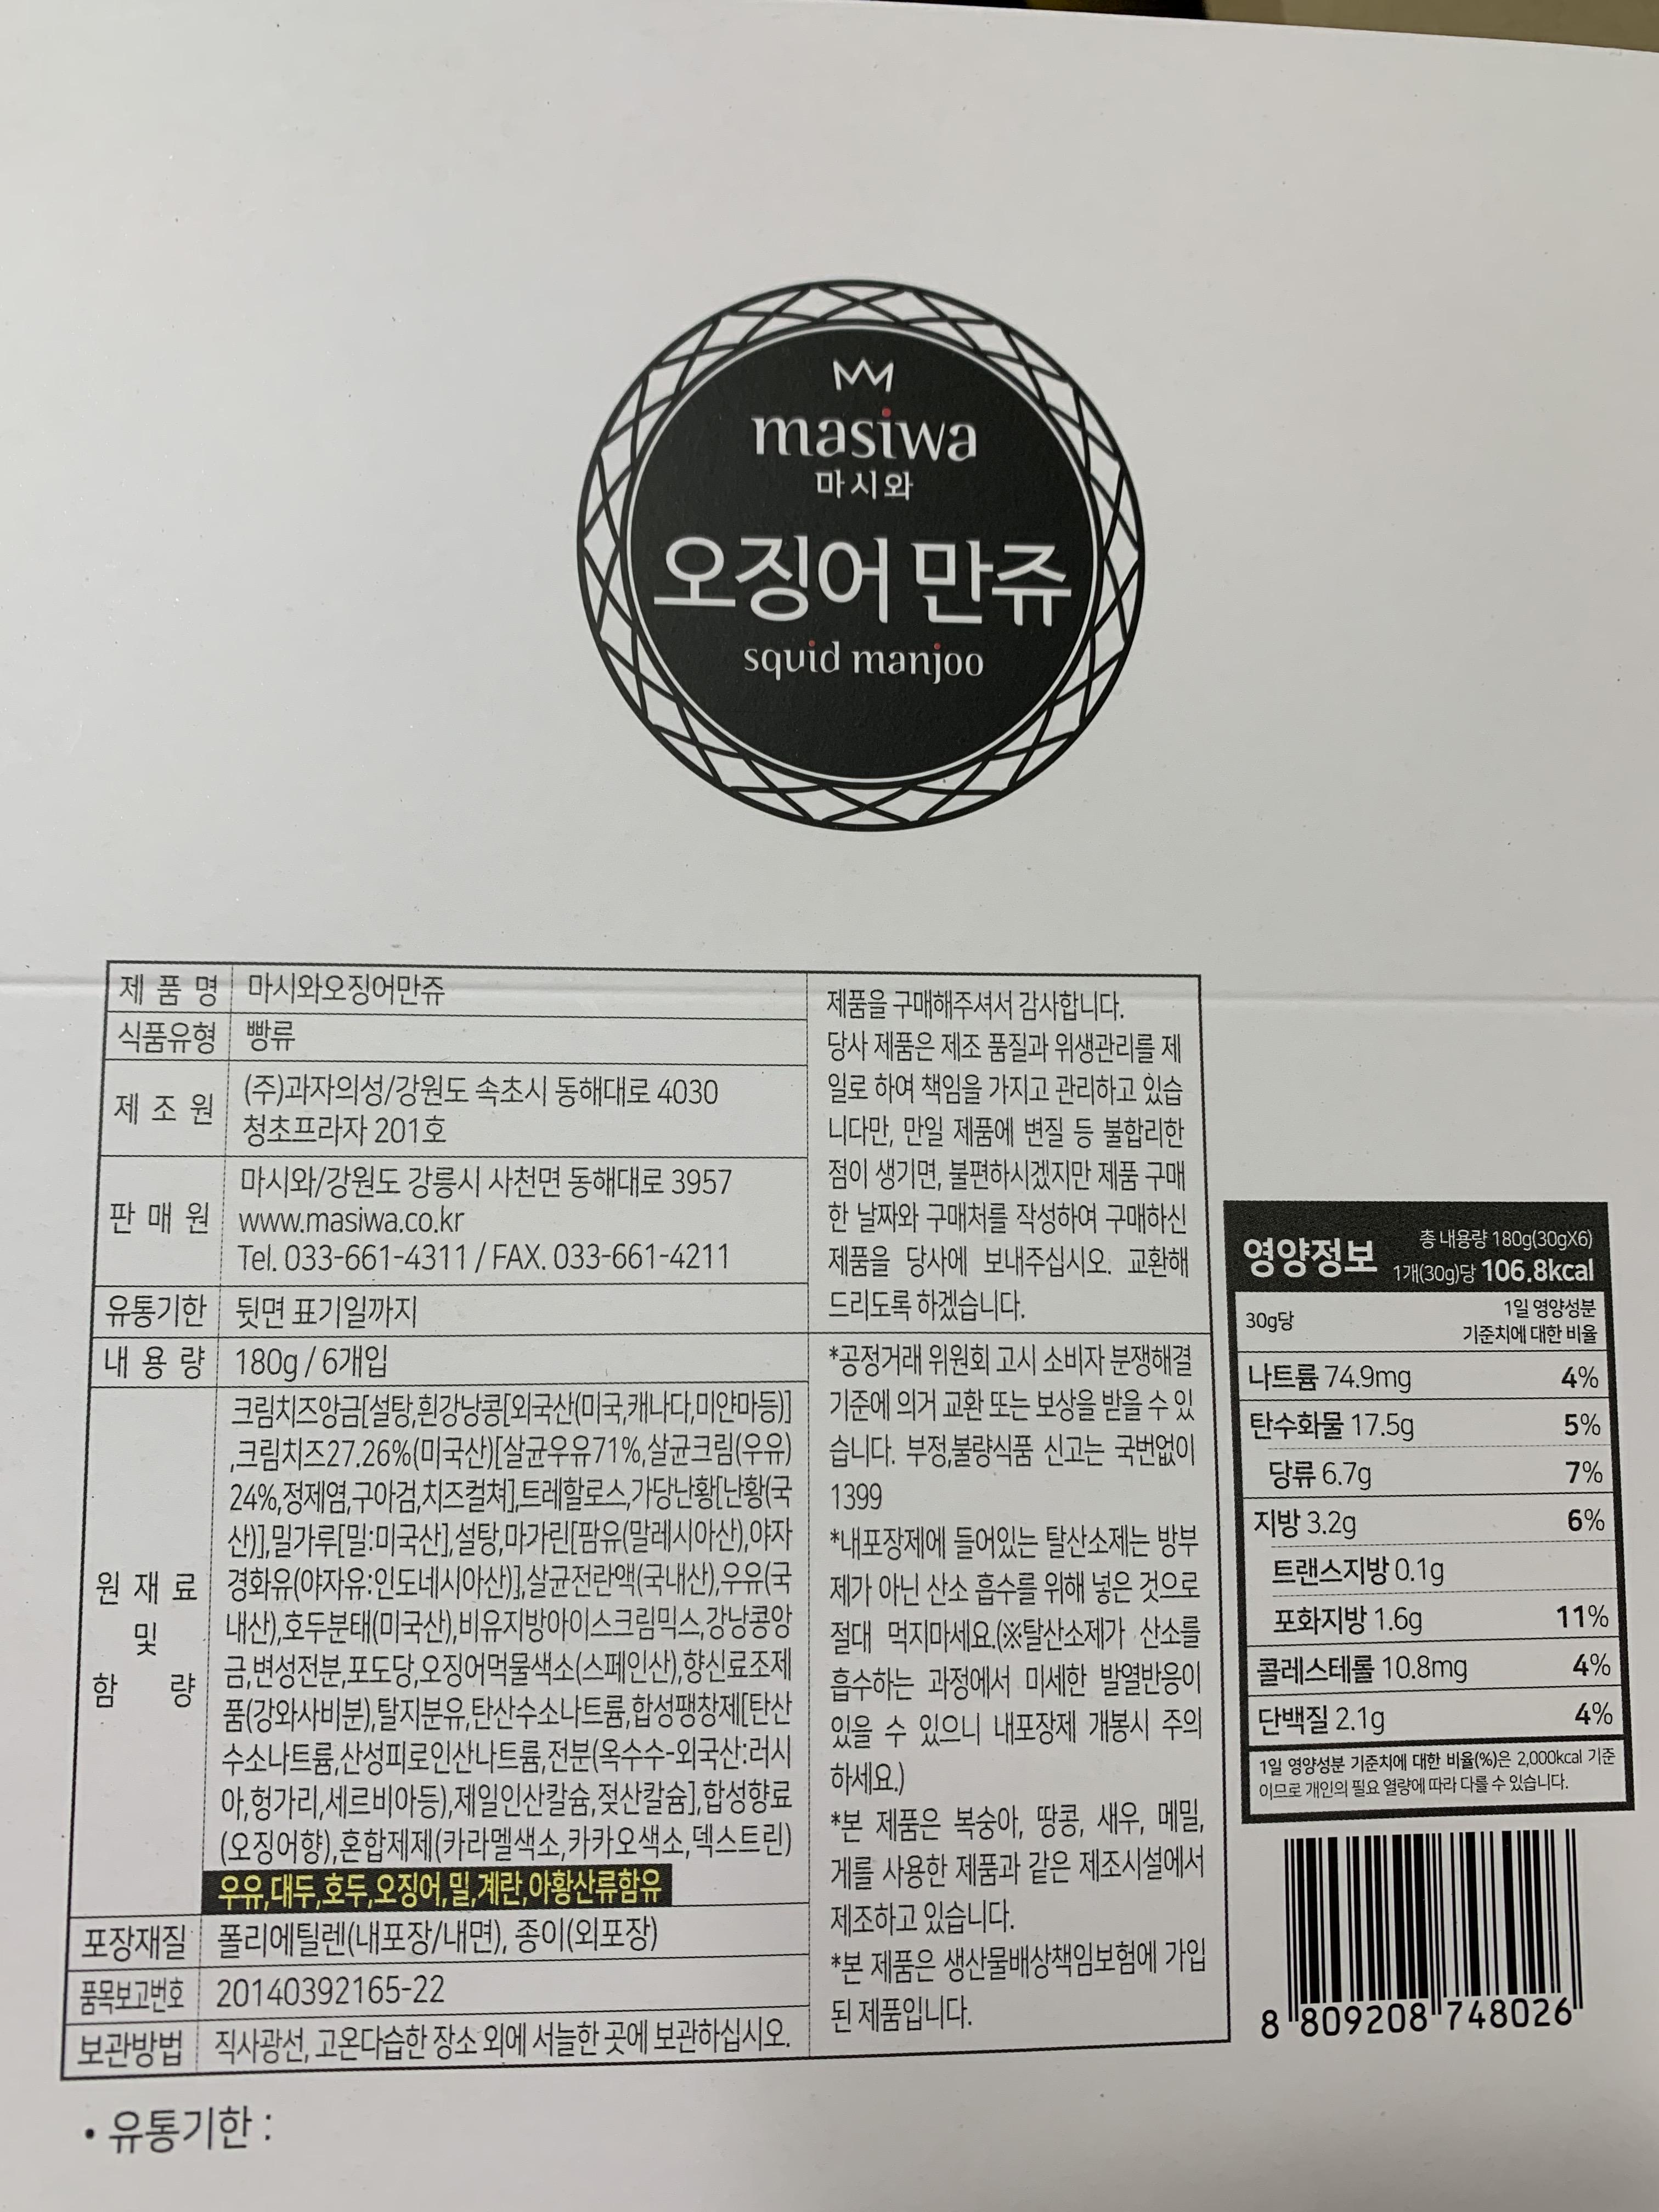 masiwa
마시와
오징어 만쥬
squid manjoo
제 품 명 마시와오징어만쥬
식품유형 빵류
제 조 원 (주)과자의성/강원도 속초시 동해대로 4030
청초프라자 201호
판 매 원 마시와/강원도 강릉시 사천면 동해대로 3957
www.masiwa.co.kr
Tel. 033-661-4311 / FAX. 033-661-4211
유통기한 뒷면 표기일까지
내 용 량 180g / 6개입
원 재 료
및
함 량
크림치즈앙금[설탕,흰강낭콩[외국산(미국,캐나다,미얀마등)]
,크림치즈27.26%(미국산)[살균우유71%,살균크림(우유)
24%,정제염,구아검,치즈컬처],트레할로스,가당난황[난황(국
산)],밀가루[밀:미국산],설탕,마가린[팜유(말레시아산),야자
경화유(야자유:인도네시아산)],살균전란액(국내산),우유(국
내산),호두분태(미국산),비유지방아이스크림믹스,강낭콩앙
금,변성전분,포도당,오징어먹물색소(스페인산),향신료조제
품(강와사비분),탈지분유,탄산수소나트륨,합성팽창제[탄산
수소나트륨,산성피로인산나트륨,전분(옥수수-외국산:러시
아,헝가리,세르비아등),제일인산칼슘,젖산칼슘],합성향료
(오징어향),혼합제제(카라멜색소,카카오색소,덱스트린)
우유,대두,호두,오징어,밀,계란,아황산류함유
포장재질 폴리에틸렌(내포장/내면), 종이(외포장)
품목보고번호 20140392165-22
보관방법 직사광선, 고온다습한 장소 외에 서늘한 곳에 보관하십시오.
제품을 구매해주셔서 감사합니다.
당사 제품은 제조 품질과 위생관리를 제
일로 하여 책임을 가지고 관리하고 있습
니다만, 만일 제품에 변질 등 불합리한
점이 생기면, 불편하시겠지만 제품 구매
한 날짜와 구매처를 작성하여 구매하신
제품을 당사에 보내주십시오. 교환해
드리도록 하겠습니다.
*공정거래 위원회 고시 소비자 분쟁해결
기준에 의거 교환 또는 보상을 받을 수 있
습니다. 부정,불량식품 신고는 국번없이
1399
*내포장제에 들어있는 탈산소제는 방부
제가 아닌 산소 흡수를 위해 넣은 것으로
절대 먹지마세요.(※탈산소제가 산소를
흡수하는 과정에서 미세한 발열반응이
있을 수 있으니 내포장제 개봉시 주의
하세요.)
*본 제품은 복숭아, 땅콩, 새우, 메밀,
게를 사용한 제품과 같은 제조시설에서
제조하고 있습니다.
*본 제품은 생산물배상책임보험에 가입
된 제품입니다.
영양정보 총 내용량 180g(30gX6)
1개(30g)당 106.8kcal
30g당 1일 영양성분
기준치에 대한 비율
나트륨 74.9mg 4%
탄수화물 17.5g 5%
당류 6.7g 7%
지방 3.2g 6%
트랜스지방 0.1g
포화지방 1.6g 11%
콜레스테롤 10.8mg 4%
단백질 2.1g 4%
1일 영양성분 기준치에 대한 비율(%)은 2,000kcal 기준
이므로 개인의 필요 열량에 따라 다를 수 있습니다.
8 809208 748026
• 유통기한 :